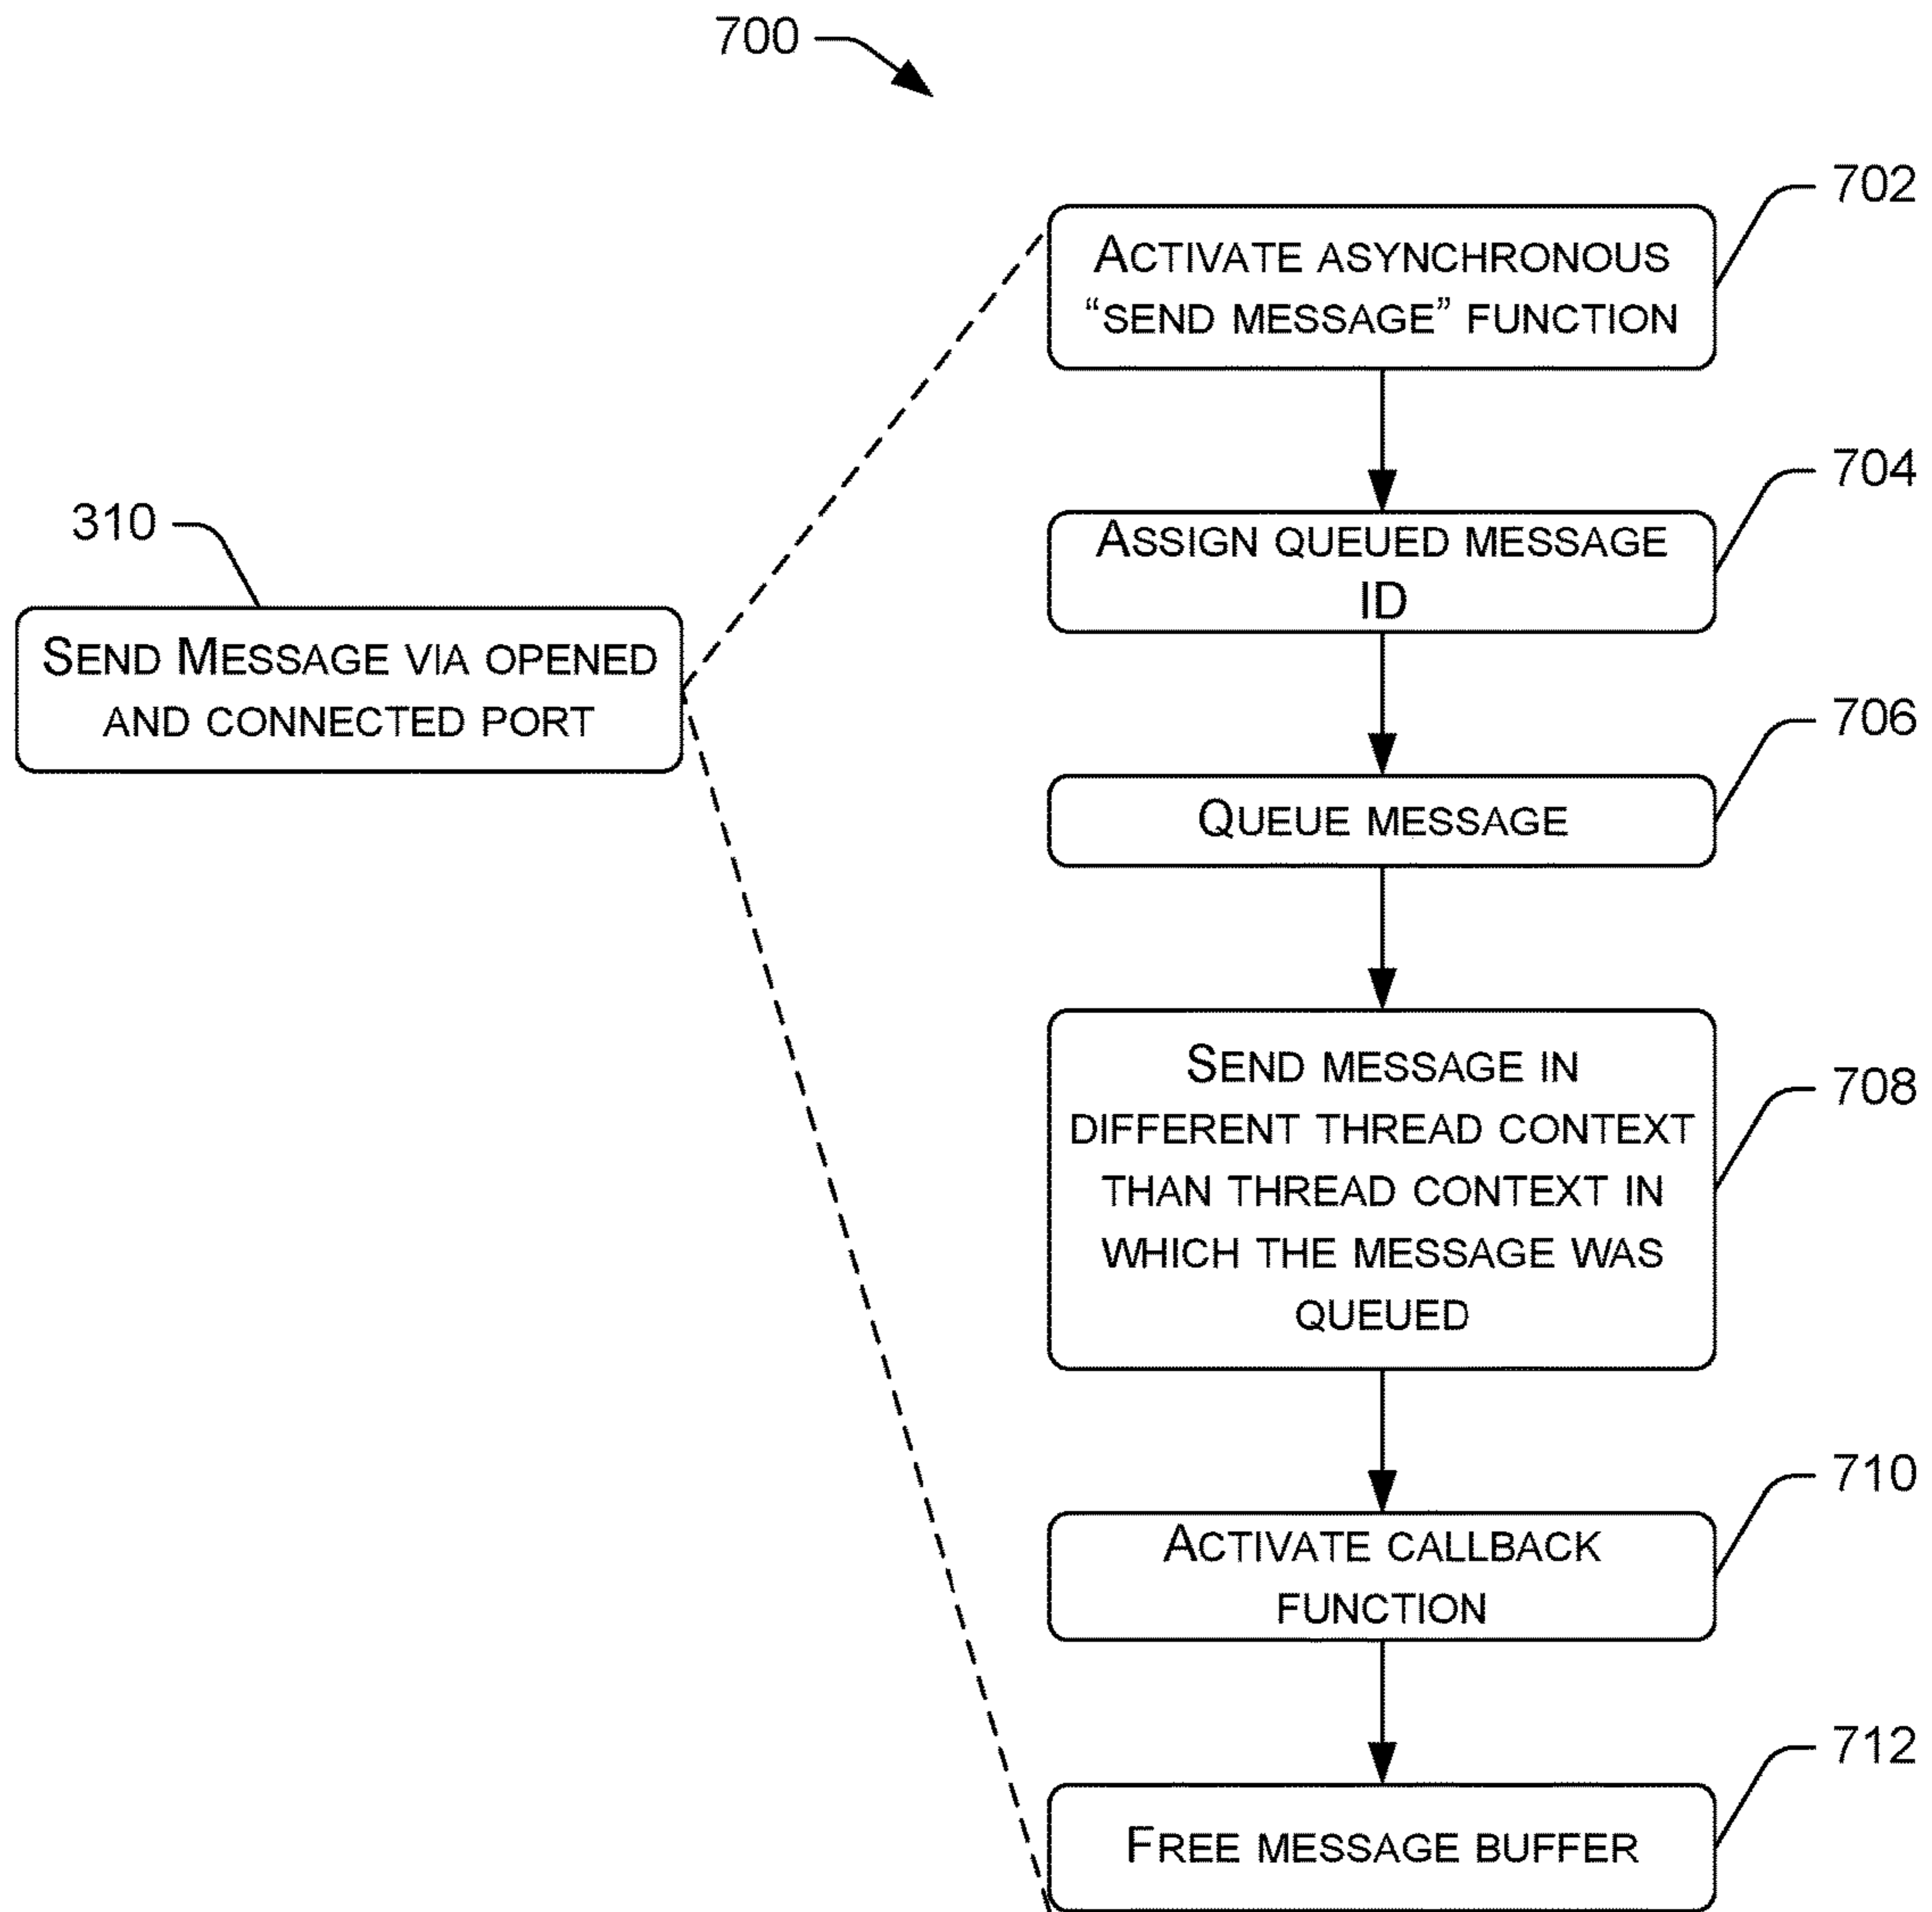 700
702
ACTIVATE ASYNCHRONOUS
“SEND MESSAGE” FUNCTION
704
ASSIGN QUEUED MESSAGE
ID
310
SEND MESSAGE VIA OPENED
AND CONNECTED PORT
706
QUEUE MESSAGE
708
SEND MESSAGE IN
DIFFERENT THREAD CONTEXT
THAN THREAD CONTEXT IN
WHICH THE MESSAGE WAS
QUEUED
710
ACTIVATE CALLBACK
FUNCTION
712
FREE MESSAGE BUFFER